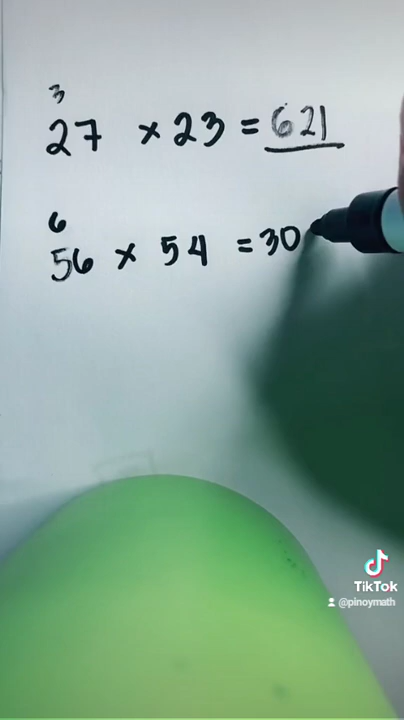 3
27 × 23 = 621
6
56 × 54 = 30
TikTok
@pinoymath